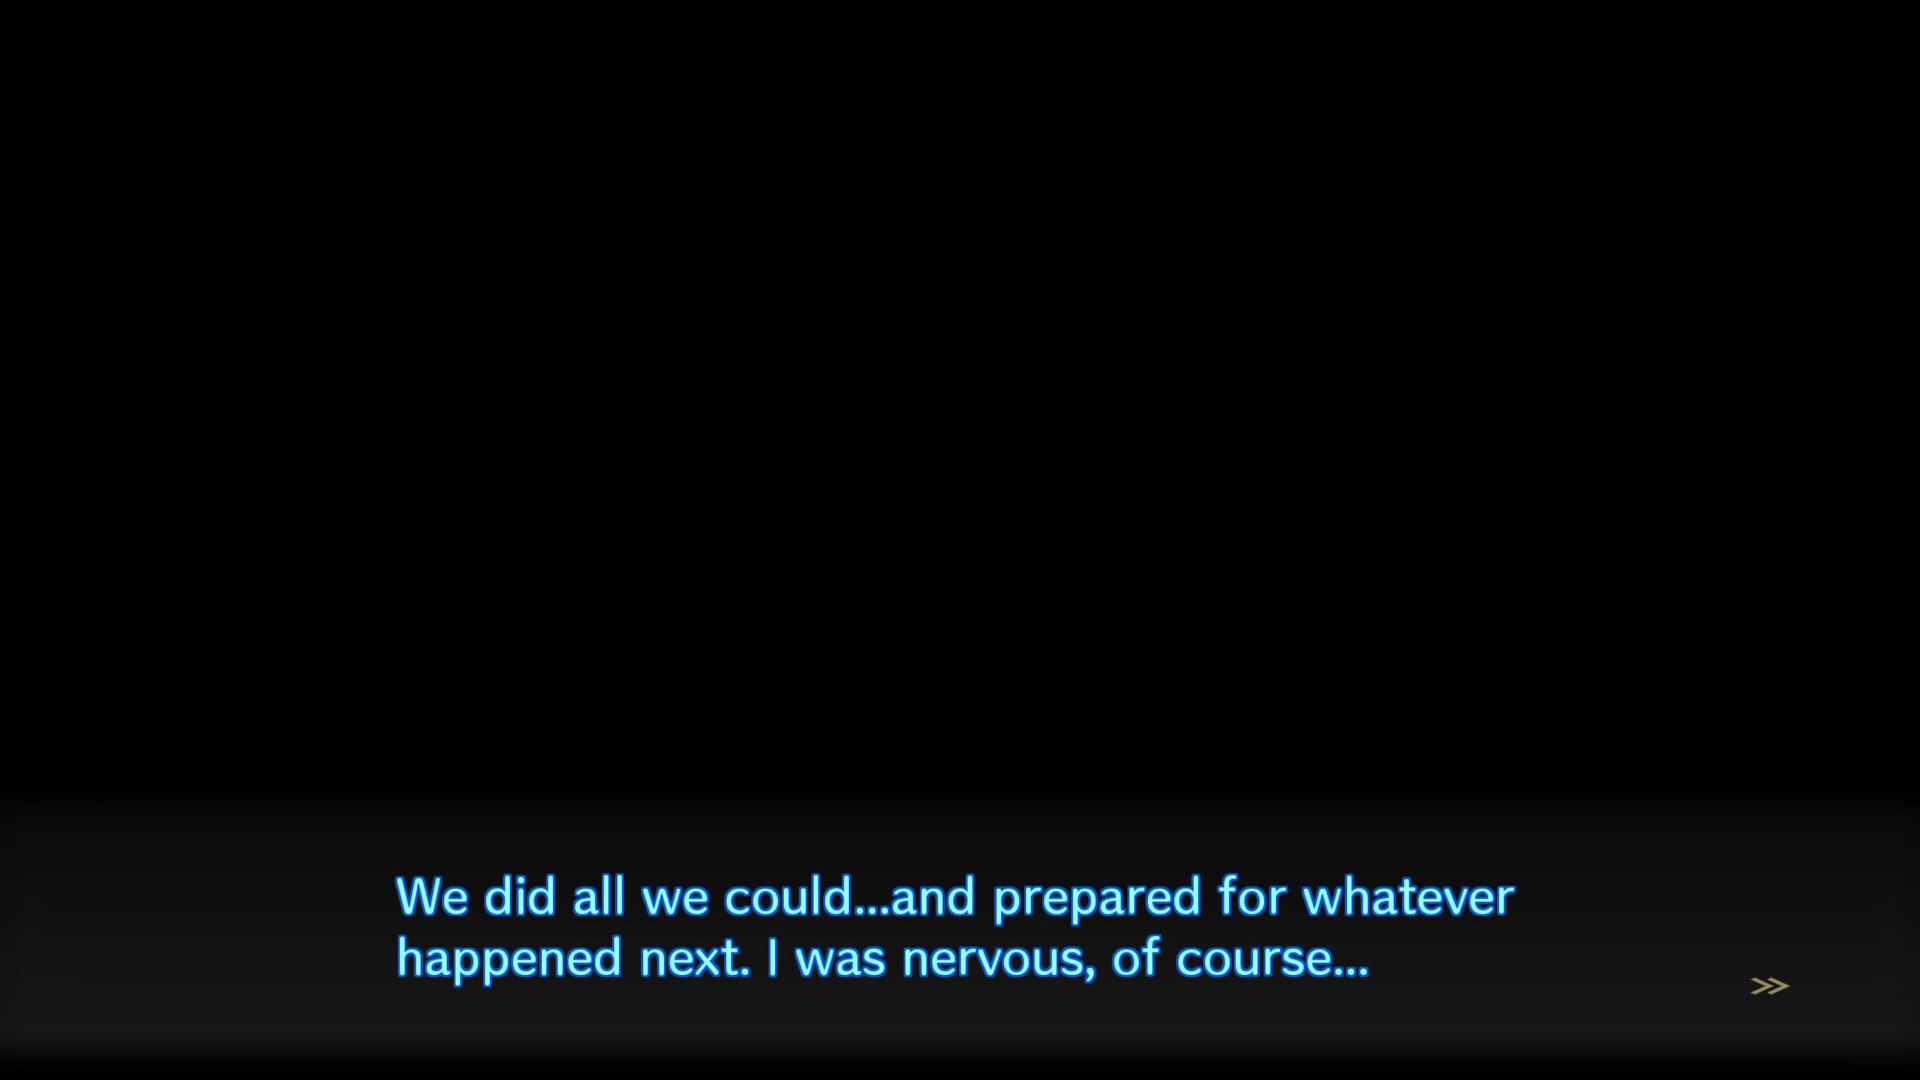 We did all we could...and prepared for whatever
happened next. I was nervous, of course...